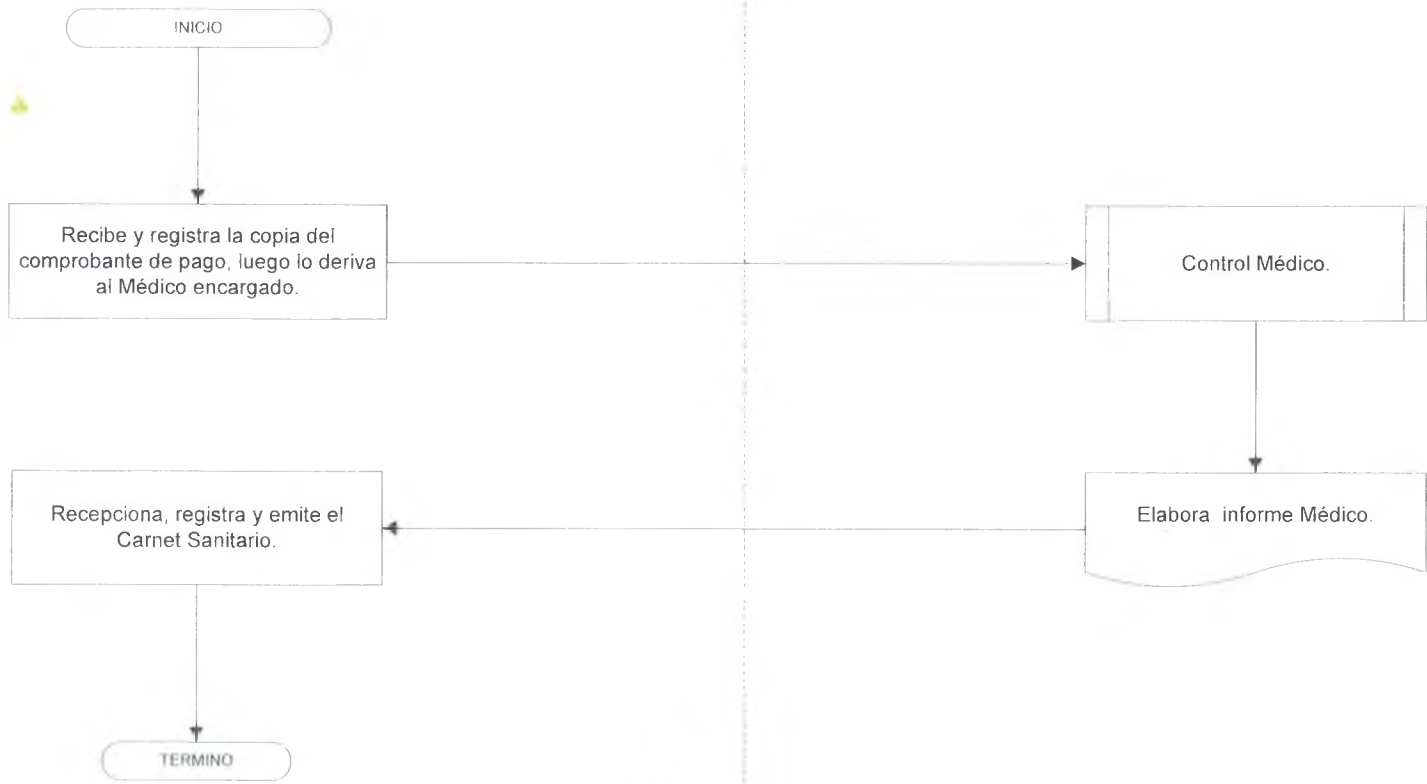 INICIO
Recibe y registra la copia del
comprobante de pago, luego lo deriva
al Médico encargado.
Control Médico.
Elabora informe Médico.
Recepciona, registra y emite el
Carnet Sanitario.
TERMINO